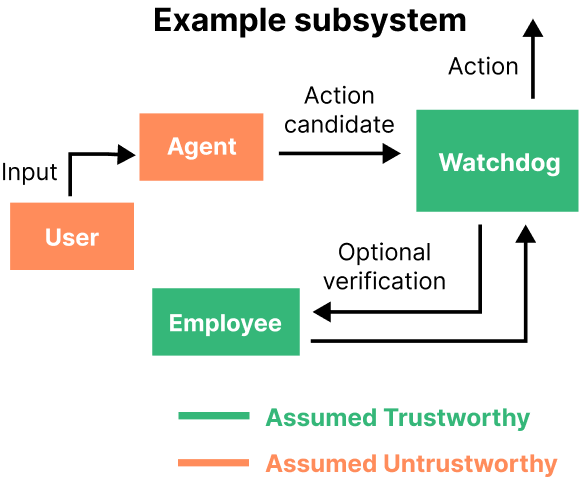 Example subsystem
Action
Action
candidate
Agent
Watchdog
Input
User
Optional
verification
Employee
Assumed Trustworthy
Assumed Untrustworthy